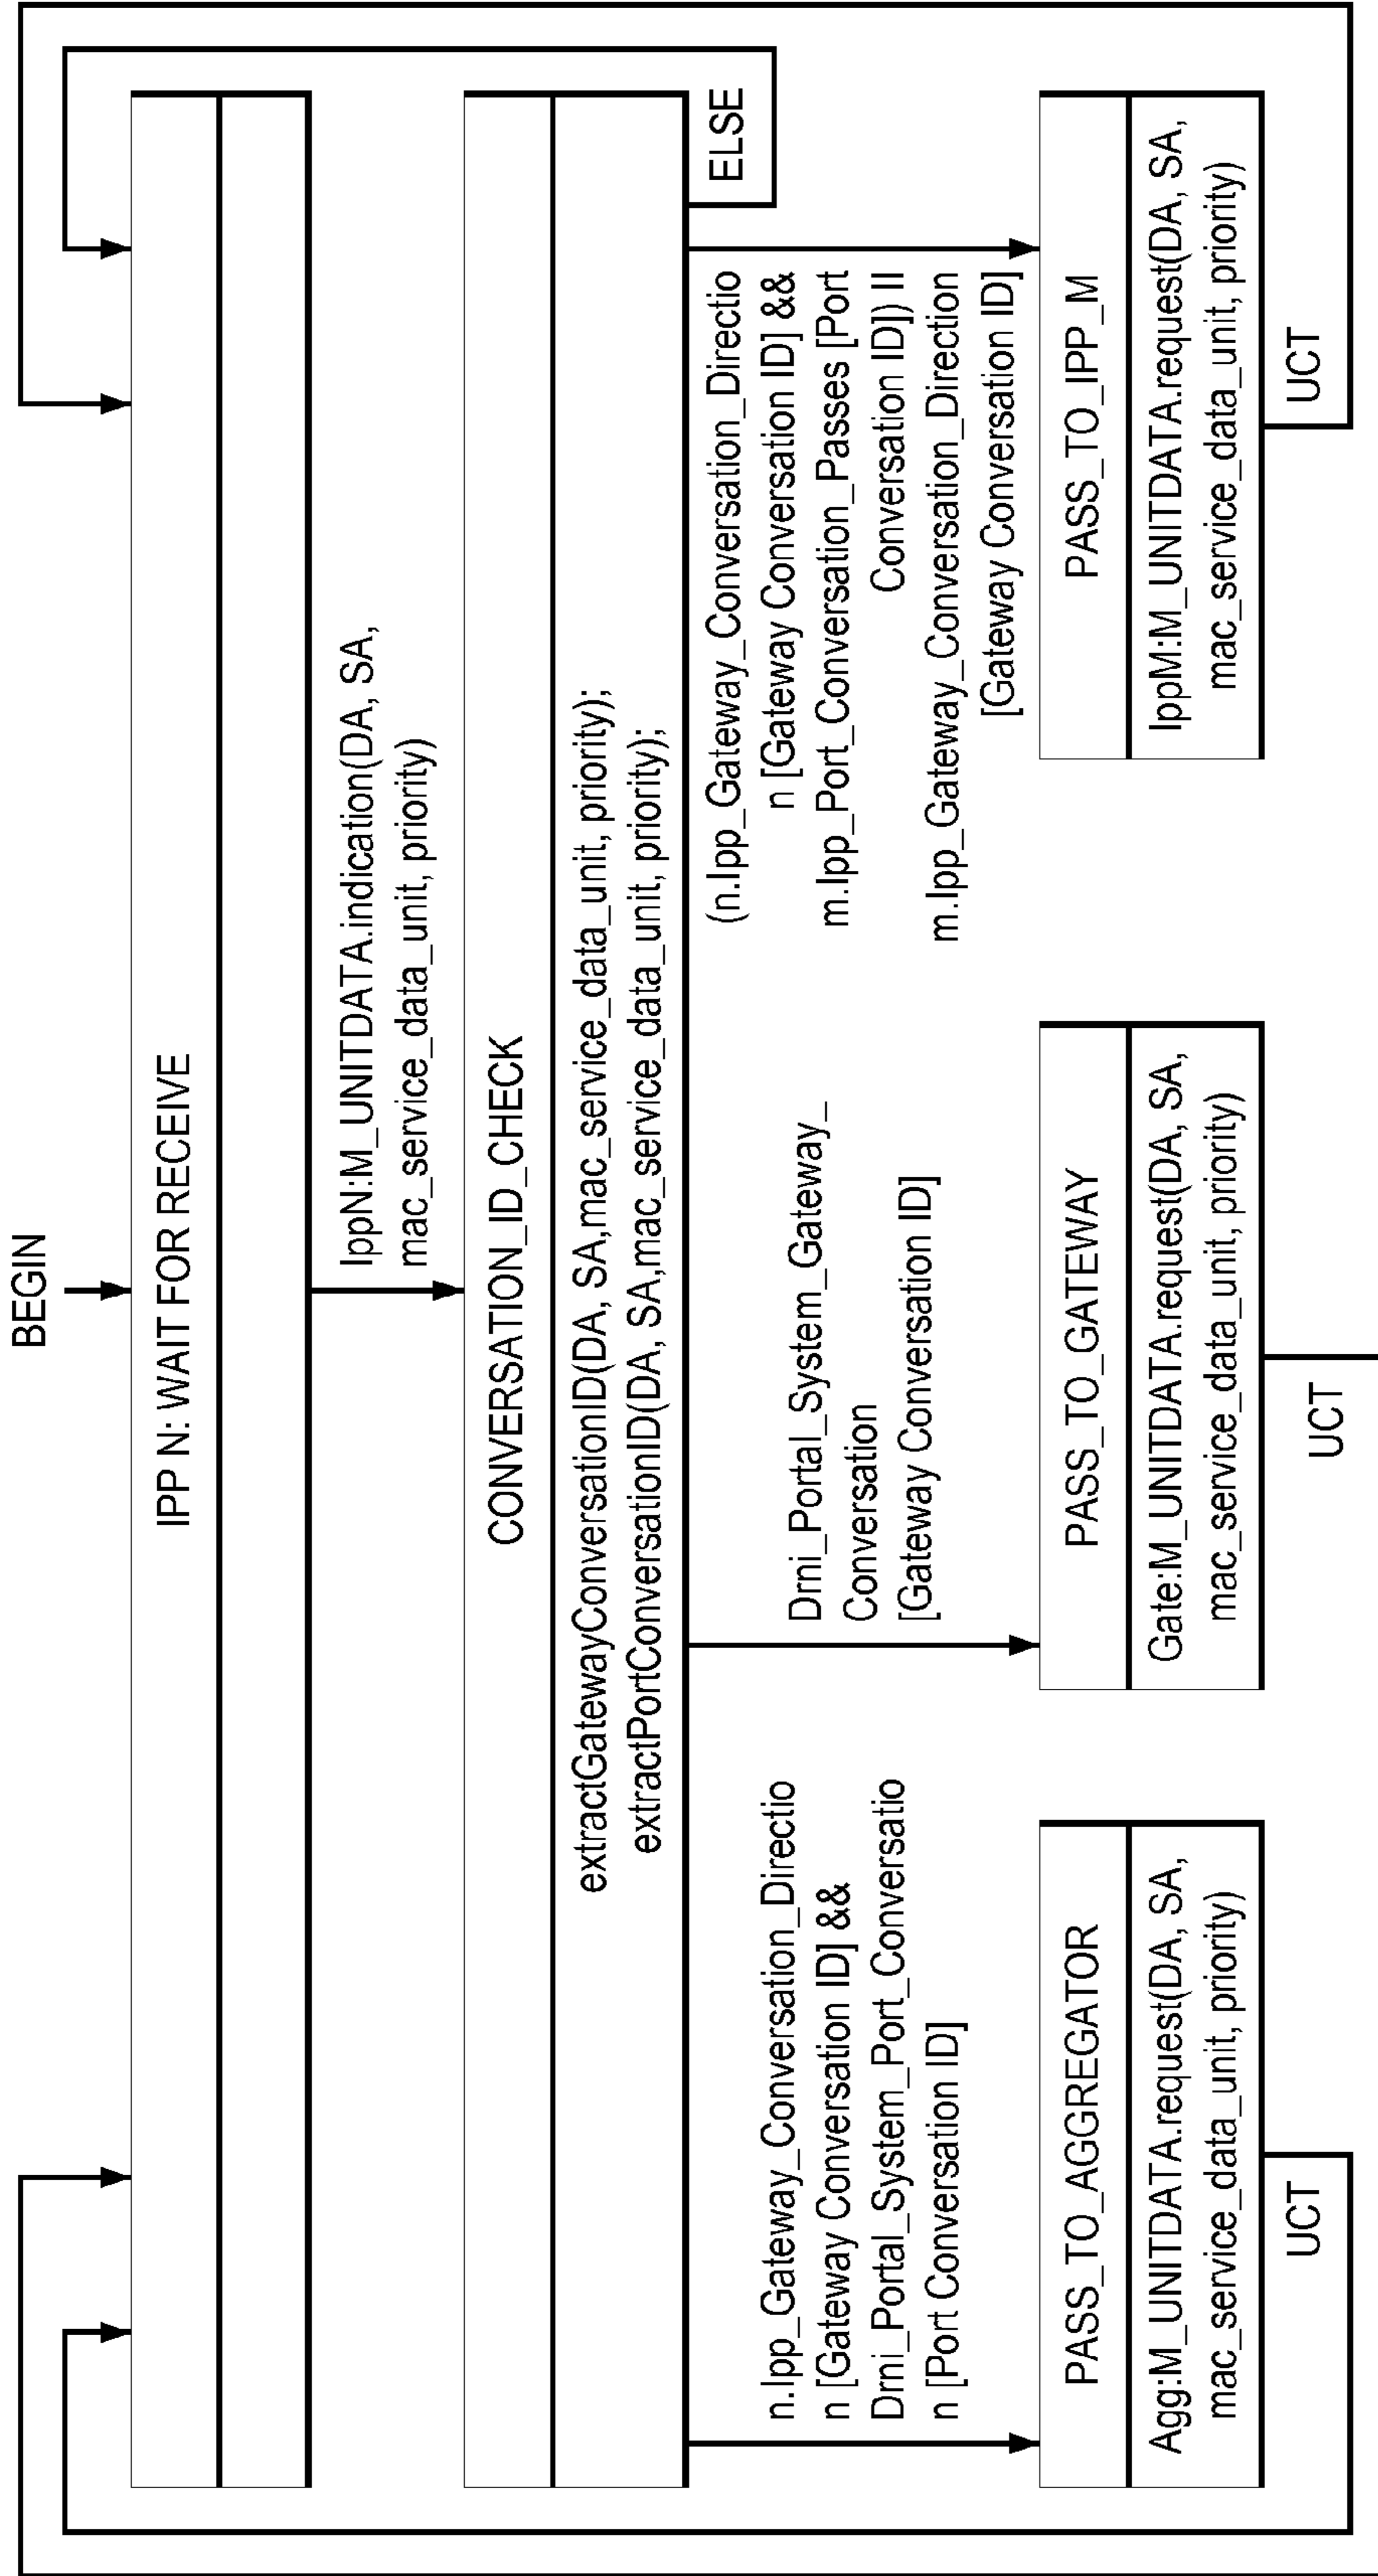 BEGIN
IPP N: WAIT FOR RECEIVE
IppN:M_UNITDATA.indication(DA, SA,
mac_service_data_unit, priority)
CONVERSATION_ID_CHECK
extractGatewayConversationID(DA, SA,mac_service_data_unit, priority);
extractPortConversationID(DA, SA,mac_service_data_unit, priority);
ELSE
n.Ipp_Gateway_Conversation_Directio
n [Gateway Conversation ID] &&
Drni_Portal_System_Port_Conversatio
n [Port Conversation ID]
Drni_Portal_System_Gateway_
Conversation
[Gateway Conversation ID]
(n.Ipp_Gateway_Conversation_Directio
n [Gateway Conversation ID] &&
m.Ipp_Port_Conversation_Passes [Port
Conversation ID]) II
m.Ipp_Gateway_Conversation_Direction
[Gateway Conversation ID]
PASS_TO_AGGREGATOR
Agg:M_UNITDATA.request(DA, SA,
mac_service_data_unit, priority)
UCT
PASS_TO_GATEWAY
Gate:M_UNITDATA.request(DA, SA,
mac_service_data_unit, priority)
UCT
PASS_TO_IPP_M
IppM:M_UNITDATA.request(DA, SA,
mac_service_data_unit, priority)
UCT